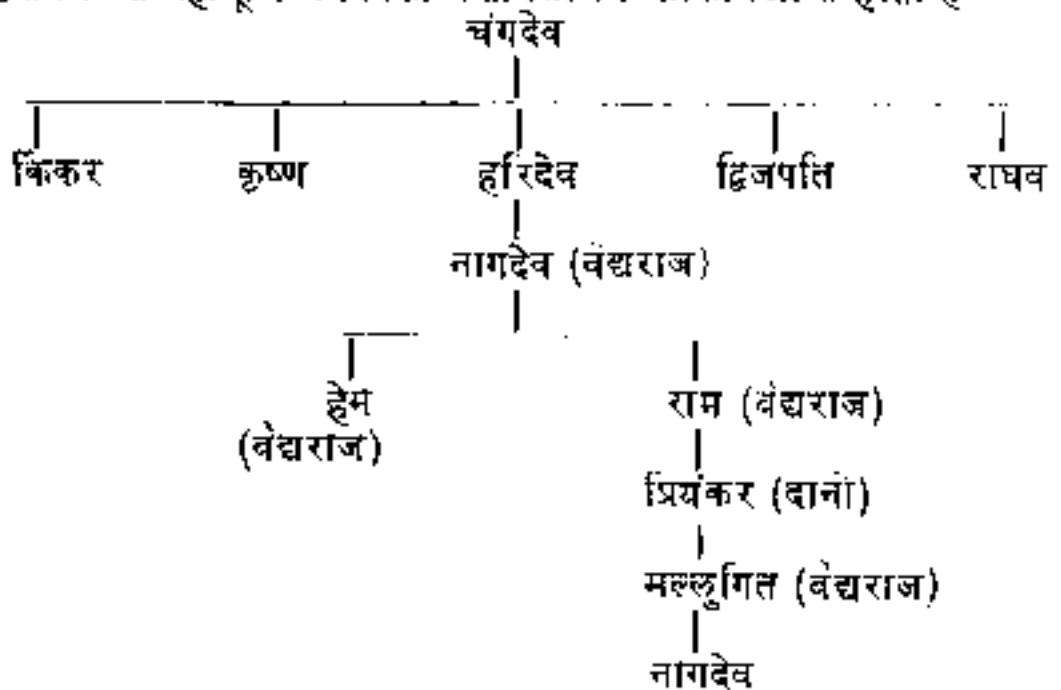 चंगदेव
किंकर कृष्ण हरिदेव द्विजपति राघव
नागदेव (वैद्यराज)
हेम राम (वैद्यराज)
(वैद्यराज)
प्रियंकर (दानी)
मल्लुगित (वैद्यराज)
नागदेव